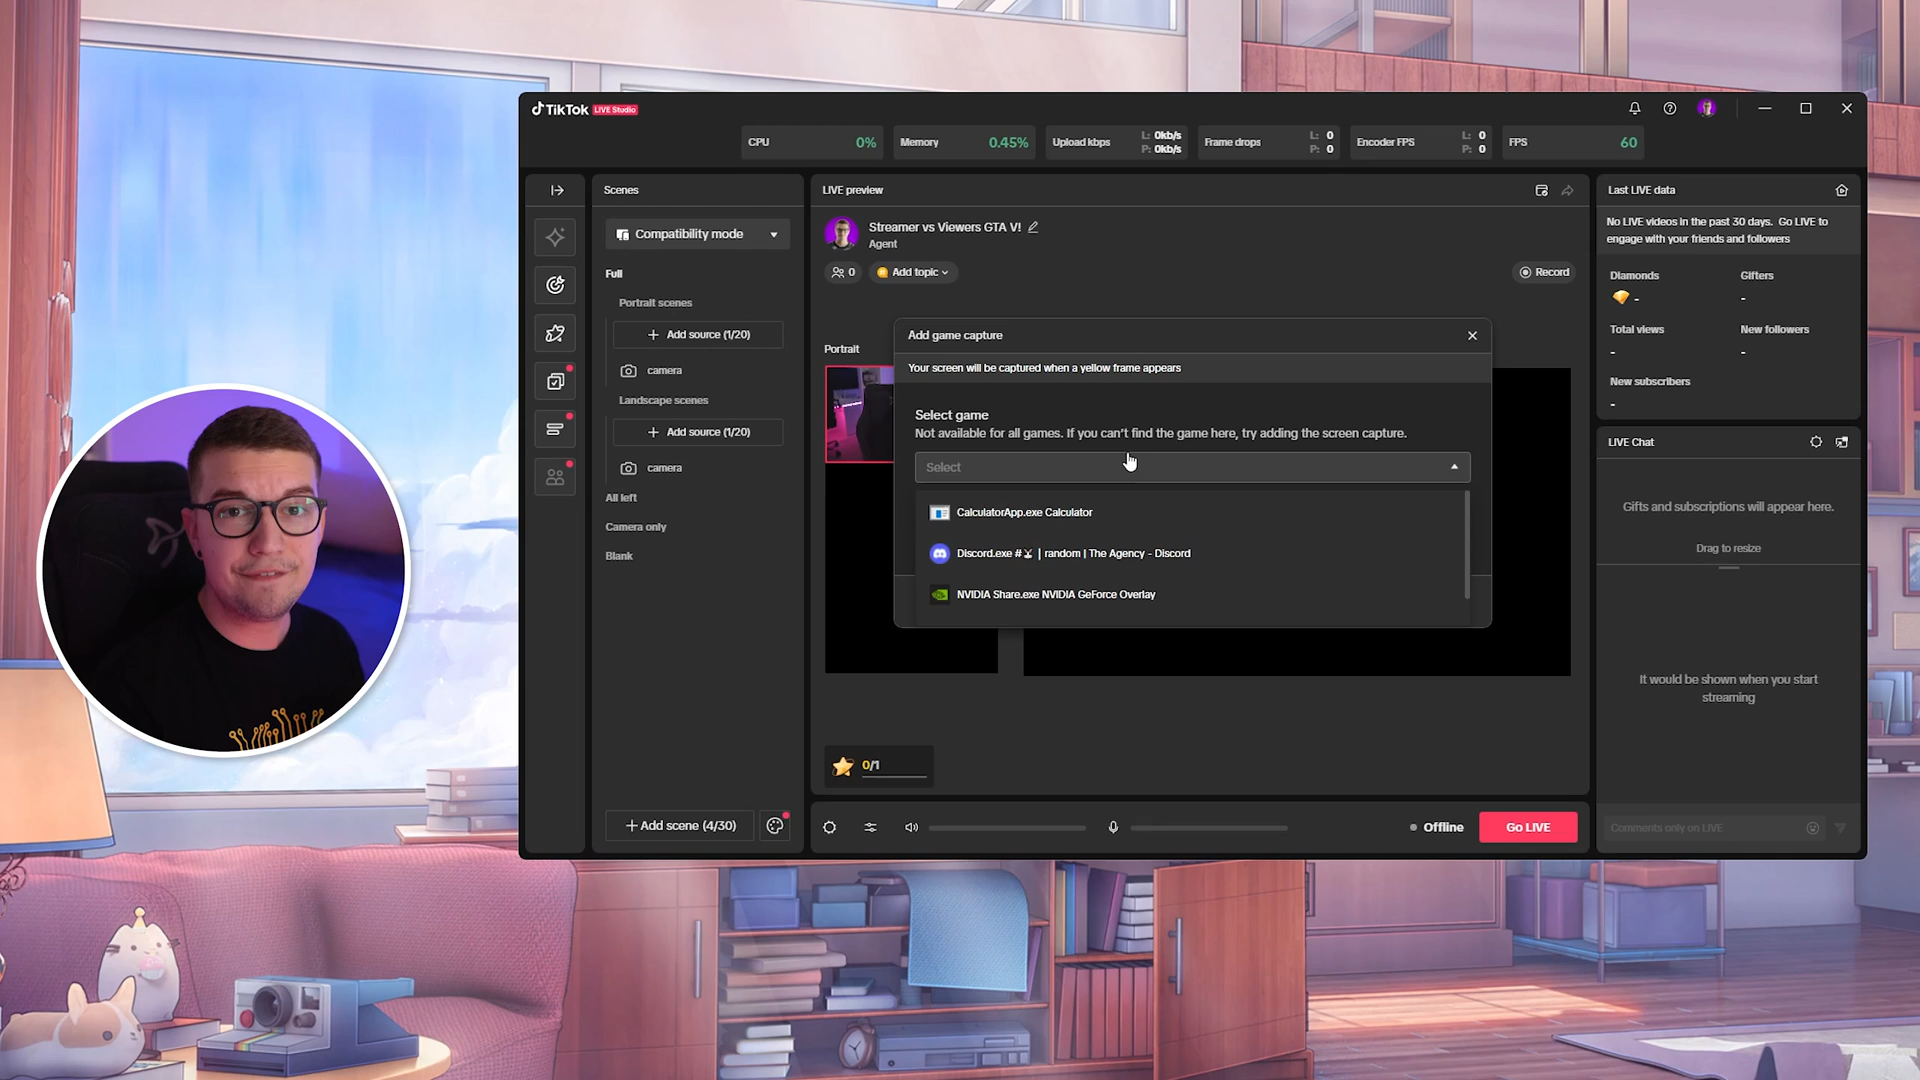 TikTok LIVE Studio
CPU 0%
Memory 0.45%
Upload kbps L: 0kb/s P: 0kb/s
Frame drops L: 0 P: 0
Encoder FPS L: 0 P: 0
FPS 60
Scenes
Compatibility mode
Full
Portrait scenes
+ Add source (1/20)
camera
Landscape scenes
+ Add source (1/20)
camera
All left
Camera only
Blank
+ Add scene (4/30)
LIVE preview
Streamer vs Viewers GTA V!
Agent
0
Add topic
Record
Portrait
Add game capture
Your screen will be captured when a yellow frame appears
Select game
Not available for all games. If you can't find the game here, try adding the screen capture.
Select
CalculatorApp.exe Calculator
Discord.exe # | random | The Agency - Discord
NVIDIA Share.exe NVIDIA GeForce Overlay
0/1
Offline
Go LIVE
Last LIVE data
No LIVE videos in the past 30 days. Go LIVE to
engage with your friends and followers
Diamonds Gifters
- -
Total views New followers
- -
New subscribers
-
LIVE Chat
Gifts and subscriptions will appear here.
Drag to resize
It would be shown when you start
streaming
Comments only on LIVE